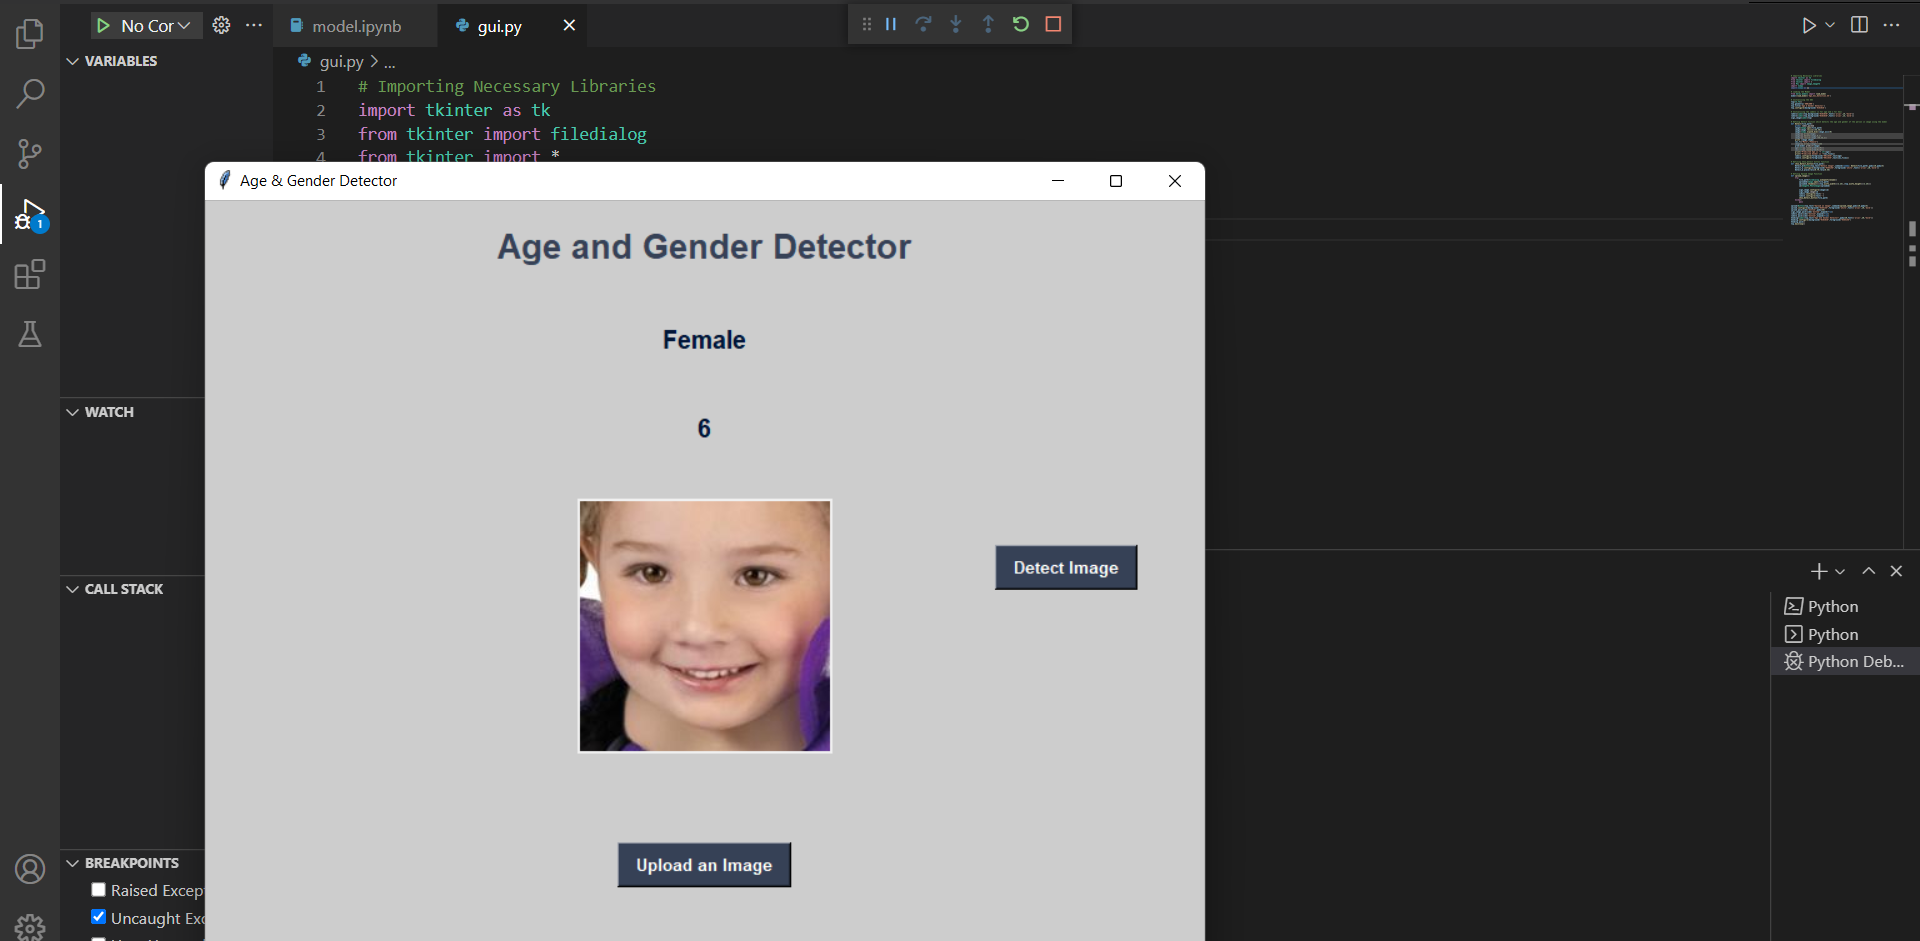 No Cor
model.ipynb
gui.py
VARIABLES
gui.py > ...
1 # Importing Necessary Libraries
2 import tkinter as tk
3 from tkinter import filedialog
4 from tkinter import *
1
Age & Gender Detector
Age and Gender Detector
Female
6
Detect Image
Upload an Image
WATCH
CALL STACK
BREAKPOINTS
Raised Excep
Uncaught Exc
Python
Python
Python Deb...